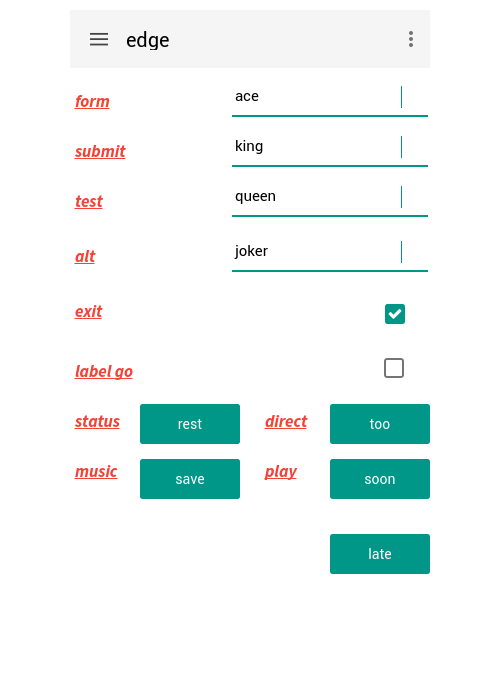 edge
form ace
submit king
test queen
alt joker
exit
label go
status rest direct too
music save play soon
late